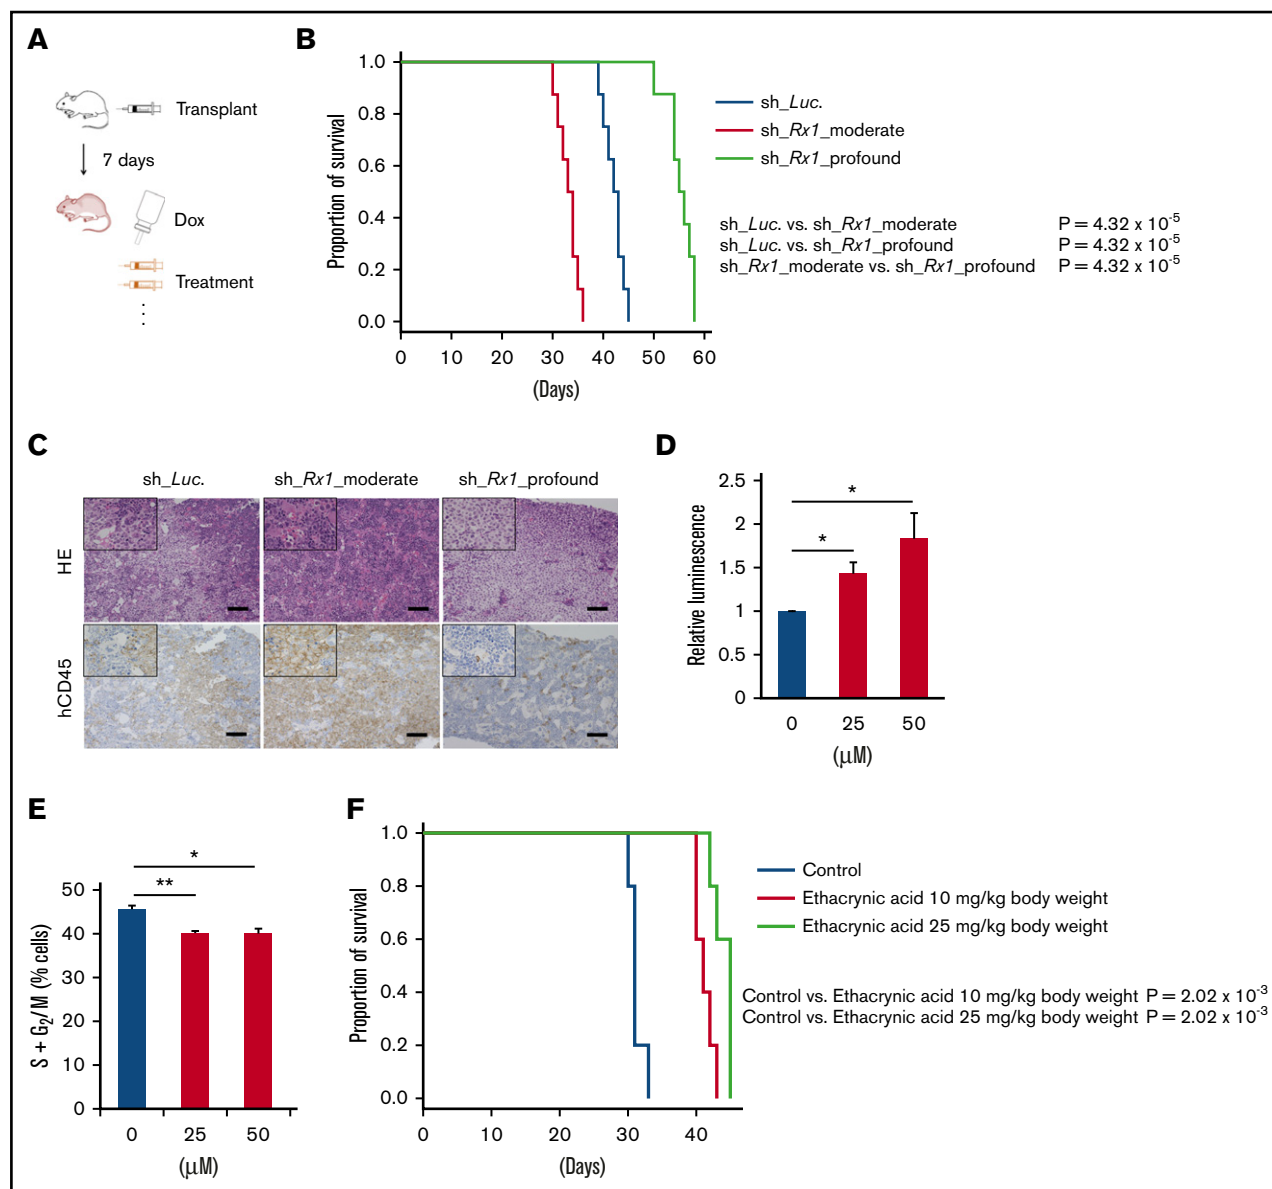 A
Transplant
7 days
Dox
Treatment
B
1.0
0.8
0.6
0.4
0.2
0.0
Proportion of survival
0 10 20 30 40 50 60
(Days)
sh_Luc.
sh_Rx1_moderate
sh_Rx1_profound
sh_Luc. vs. sh_Rx1_moderate P = 4.32 x 10-5
sh_Luc. vs. sh_Rx1_profound P = 4.32 x 10-5
sh_Rx1_moderate vs. sh_Rx1_profound P = 4.32 x 10-5
C
sh_Luc. sh_Rx1_moderate sh_Rx1_profound
HE
hCD45
D
2.5
2
1.5
1
0.5
0
Relative luminescence
*
*
0 25 50
(μM)
E
50
40
30
20
10
0
S + G2/M (% cells)
*
**
0 25 50
(μM)
F
1.0
0.8
0.6
0.4
0.2
0.0
Proportion of survival
0 10 20 30 40
(Days)
Control
Ethacrynic acid 10 mg/kg body weight
Ethacrynic acid 25 mg/kg body weight
Control vs. Ethacrynic acid 10 mg/kg body weight P = 2.02 x 10-3
Control vs. Ethacrynic acid 25 mg/kg body weight P = 2.02 x 10-3